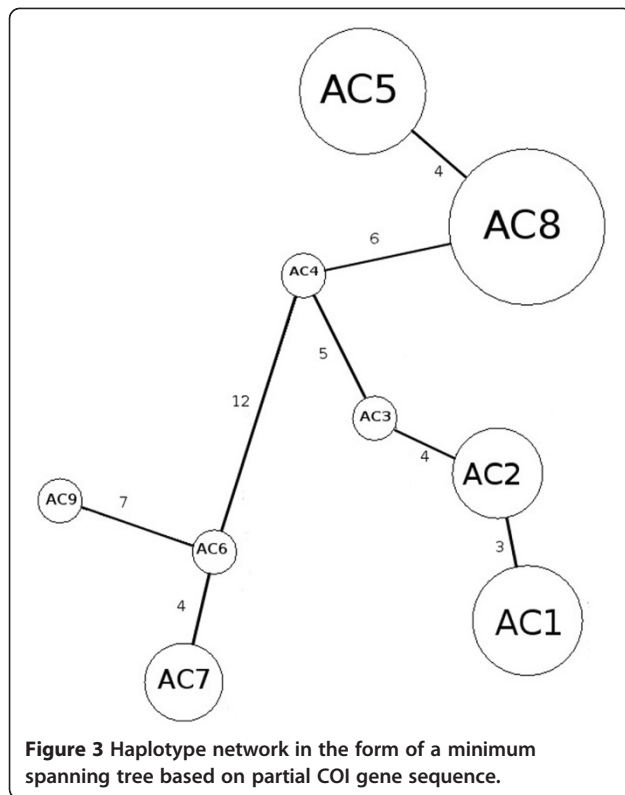 AC5
4
AC8
6
AC4
5
12
AC3
4
AC2
7
AC9
3
AC6
4
AC1
AC7
Figure 3 Haplotype network in the form of a minimum
spanning tree based on partial COI gene sequence.